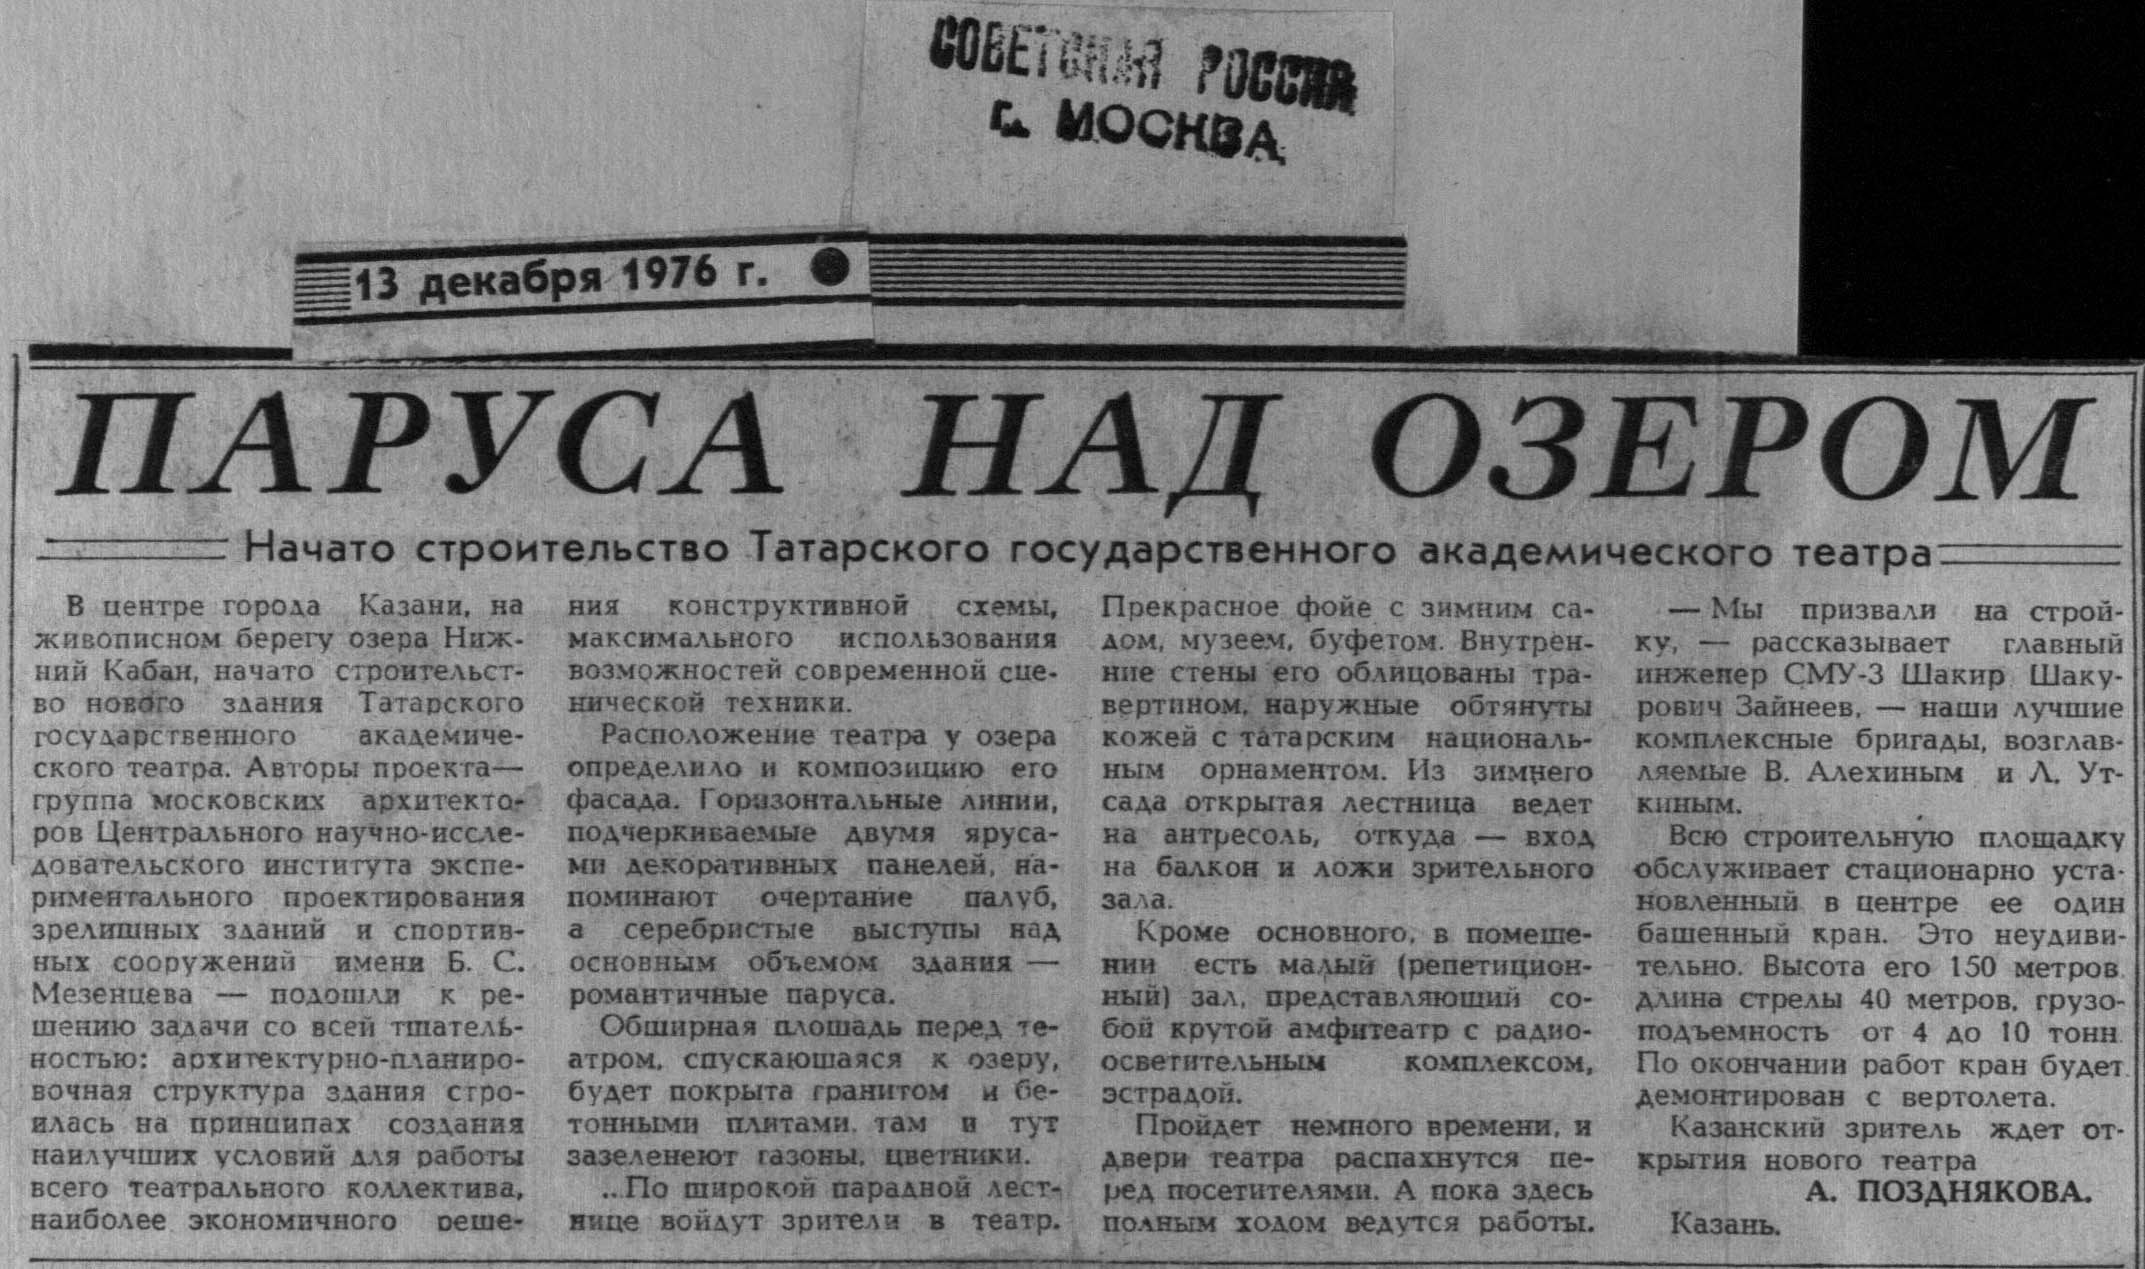 СОВЕТСКАЯ РОССИЯ
г. МОСКВА
13 декабря 1976 г.
ПАРУСА НАД ОЗЕРОМ
Начато строительство Татарского государственного академического театра
В центре города Казани, на
живописном берегу озера Ниж-
ний Кабан, начато строительст-
во нового здания Татарского
государственного академиче-
ского театра. Авторы проекта—
группа московских архитекто-
ров Центрального научно-иссле-
довательского института экспе-
риментального проектирования
зрелищных зданий и спортив-
ных сооружений имени Б. С.
Мезенцева — подошли к ре-
шению задачи со всей тщатель-
ностью: архитектурно-планиро-
вочная структура здания стро-
илась на принципах создания
наилучших условий для работы
всего театрального коллектива,
наиболее экономичного реше-
ния конструктивной схемы,
максимального использования
возможностей современной сце-
нической техники.
Расположение театра у озера
определило и композицию его
фасада. Горизонтальные линии,
подчеркиваемые двумя яруса-
ми декоративных панелей, на-
поминают очертание палуб,
а серебристые выступы над
основным объемом здания —
романтичные паруса.
Обширная площадь перед те-
атром, спускающаяся к озеру,
будет покрыта гранитом и бе-
тонными плитами, там и тут
зазеленеют газоны, цветники.
...По широкой парадной лест-
нице войдут зрители в театр.
Прекрасное фойе с зимним са-
дом, музеем, буфетом. Внутрен-
ние стены его облицованы тра-
вертином, наружные обтянуты
кожей с татарским националь-
ным орнаментом. Из зимнего
сада открытая лестница ведет
на антресоль, откуда — вход
на балкон и ложи зрительного
зала.
Кроме основного, в помеще-
нии есть малый (репетицион-
ный) зал, представляющий со-
бой крутой амфитеатр с радио-
осветительным комплексом,
эстрадой.
Пройдет немного времени, и
двери театра распахнутся пе-
ред посетителями. А пока здесь
полным ходом ведутся работы.
— Мы призвали на строй-
ку, — рассказывает главный
инженер СМУ-3 Шакир Шаку-
рович Зайнеев, — наши лучшие
комплексные бригады, возглав-
ляемые В. Алехиным и Л. Ут-
киным.
Всю строительную площадку
обслуживает стационарно уста-
новленный в центре ее один
башенный кран. Это неудиви-
тельно. Высота его 150 метров,
длина стрелы 40 метров, грузо-
подъемность от 4 до 10 тонн.
По окончании работ кран будет
демонтирован с вертолета.
Казанский зритель ждет от-
крытия нового театра
А. ПОЗДНЯКОВА.
Казань.